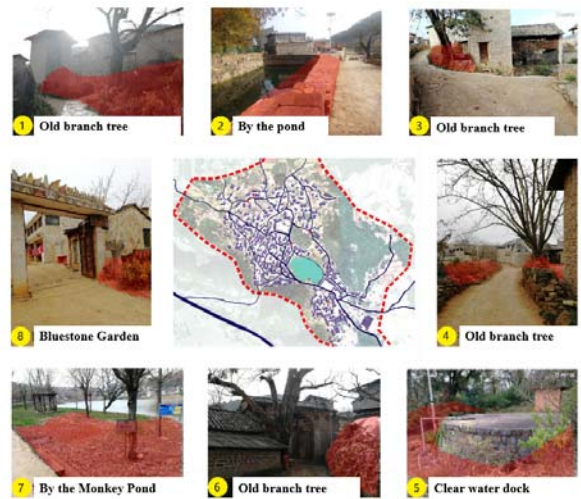 1 Old branch tree
2 By the pond
3 Old branch tree
8 Bluestone Garden
4 Old branch tree
7 By the Monkey Pond
6 Old branch tree
5 Clear water dock